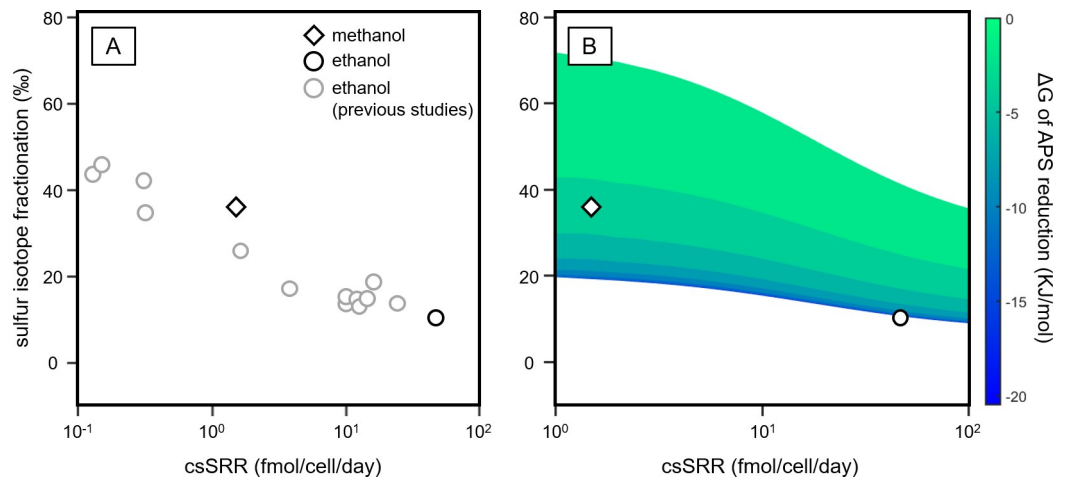 A
methanol
ethanol
ethanol
(previous studies)
sulfur isotope fractionation (‰)
80
60
40
20
0
10⁻¹
10⁰
10¹
10²
csSRR (fmol/cell/day)
B
80
60
40
20
0
10⁰
10¹
10²
csSRR (fmol/cell/day)
0
-5
-10
-15
-20
ΔG of APS reduction (KJ/mol)